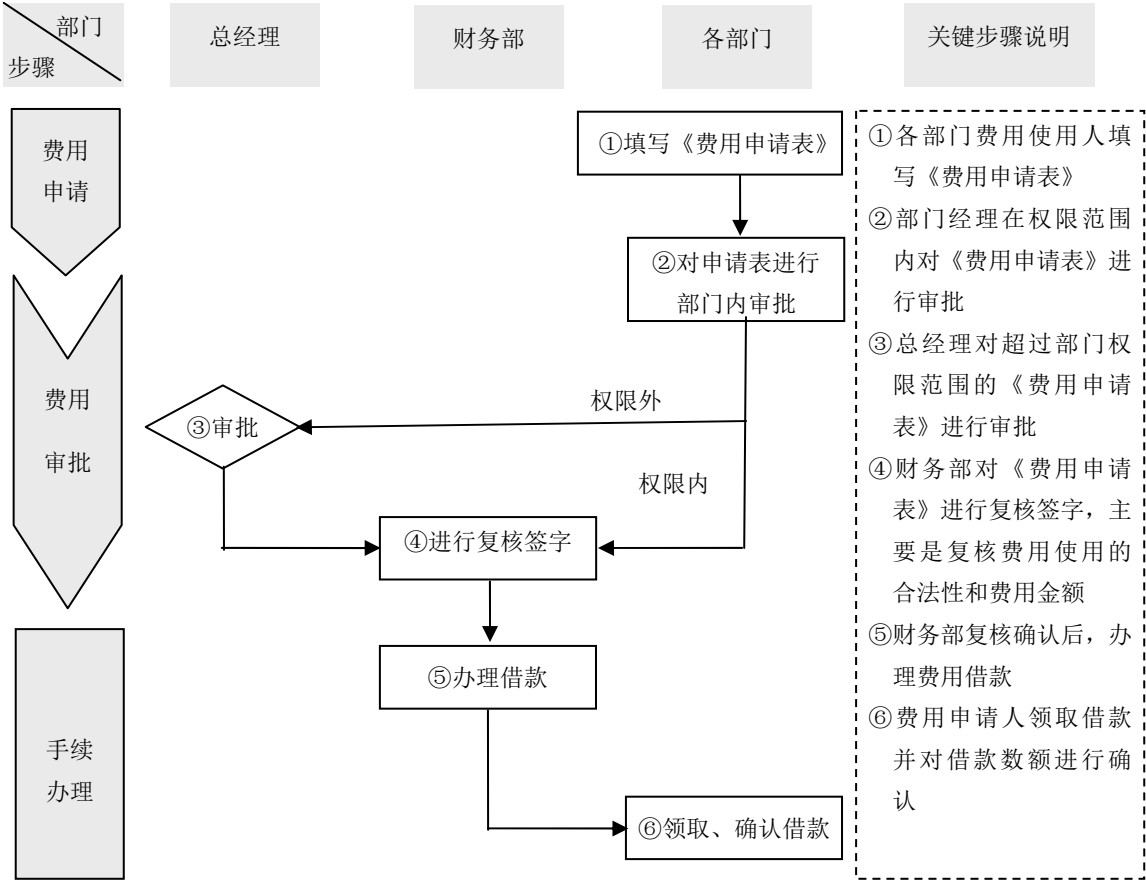 部门
步骤
总经理
财务部
各部门
关键步骤说明
费用
申请
①填写《费用申请表》
②对申请表进行
部门内审批
费用
审批
③审批
权限外
权限内
④进行复核签字
⑤办理借款
手续
办理
⑥领取、确认借款
①各部门费用使用人填
写《费用申请表》
②部门经理在权限范围
内对《费用申请表》进
行审批
③总经理对超过部门权
限范围的《费用申请
表》进行审批
④财务部对《费用申请
表》进行复核签字，主
要是复核费用使用的
合法性和费用金额
⑤财务部复核确认后，办
理费用借款
⑥费用申请人领取借款
并对借款数额进行确
认